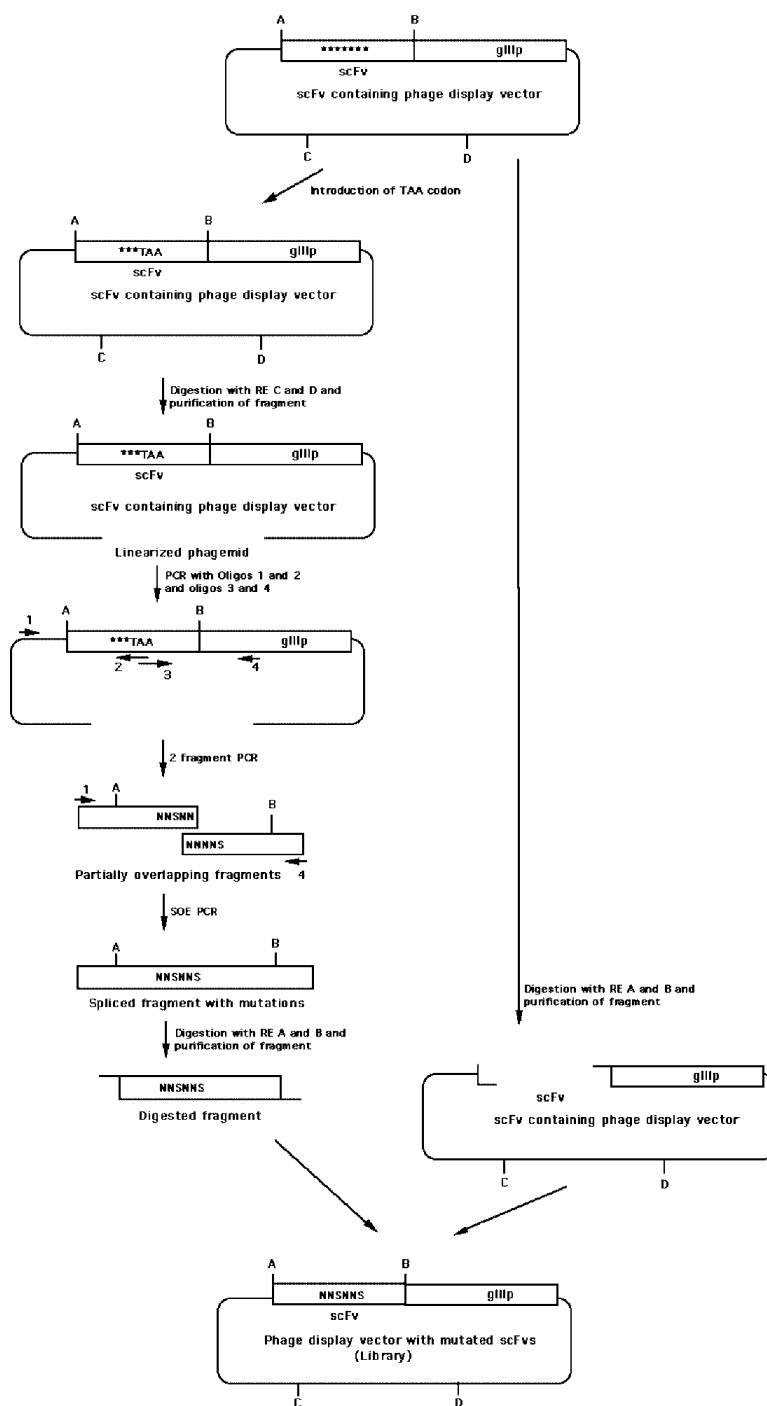 A B
******* gIIIp
scFv
scFv containing phage display vector
C D
Introduction of TAA codon
A B
***TAA gIIIp
scFv
scFv containing phage display vector
C D
Digestion with RE C and D and
purification of fragment
A B
***TAA gIIIp
scFv
scFv containing phage display vector
Linearized phagemid
PCR with Oligos 1 and 2
and oligos 3 and 4
1 A B
***TAA gIIIp
2 3 4
2 fragment PCR
1 A
NNSNN B
NNNNS
Partially overlapping fragments 4
SOE PCR
A B
NNSNNS
Spliced fragment with mutations
Digestion with RE A and B and
purification of fragment
NNSNNS
Digested fragment
Digestion with RE A and B and
purification of fragment
gIIIp
scFv
scFv containing phage display vector
C D
A B
NNSNNS gIIIp
scFv
Phage display vector with mutated scFvs
(Library)
C D